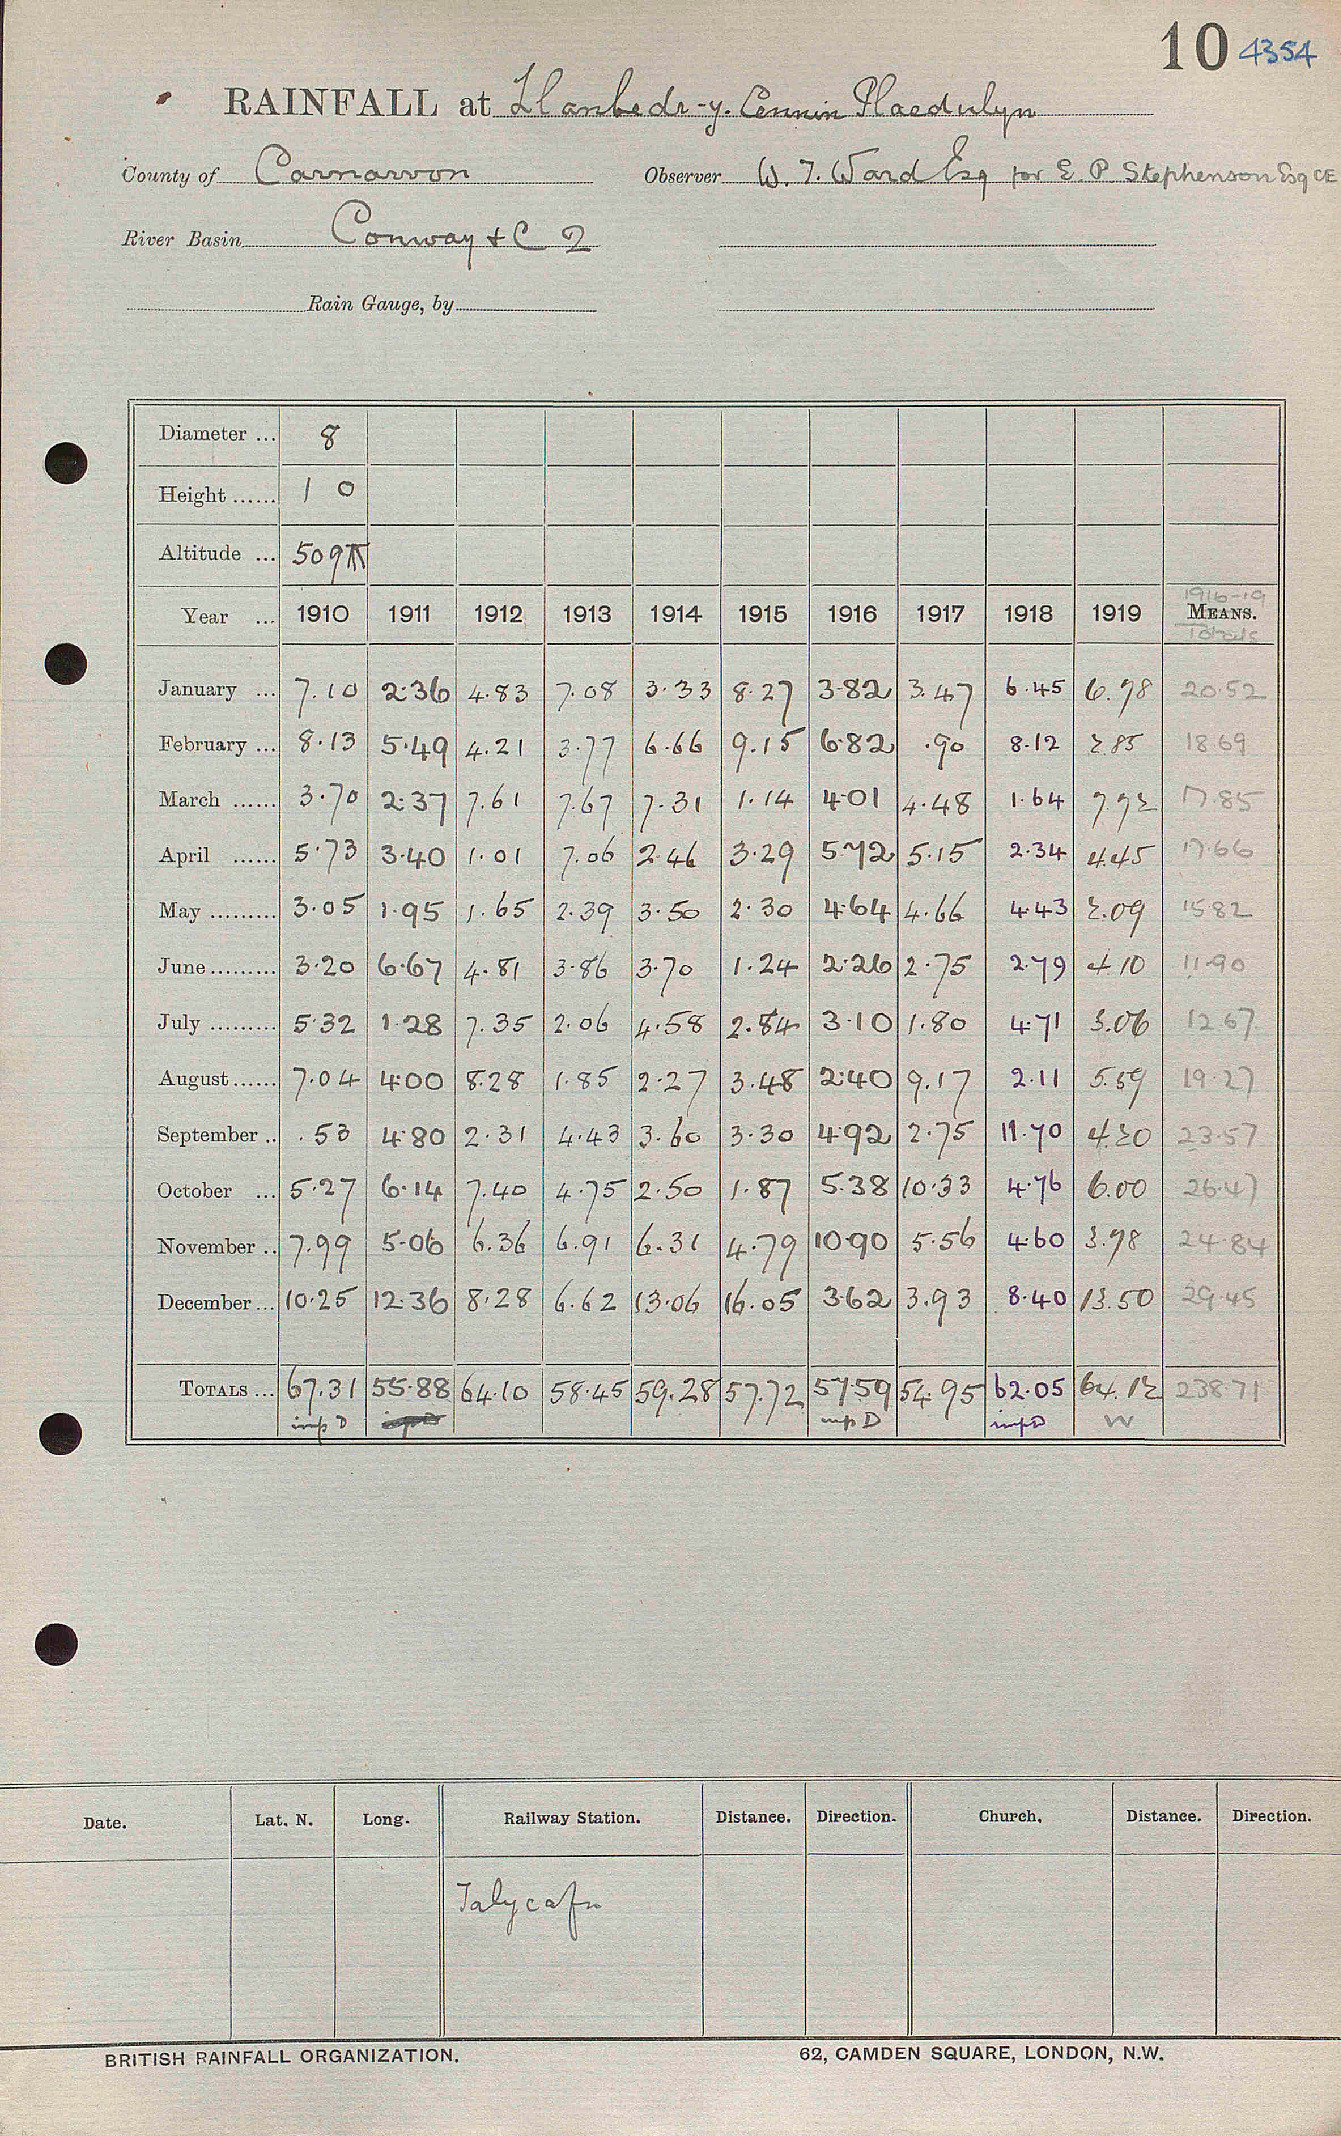 10 4354
RAINFALL at Llanbedr-y-Cennin Plaedulyn
County of Carnarvon Observer W. T. Ward Esq for E. P Stephenson Esq CE
River Basin Conway + C 2
Rain Gauge, by
Diameter ... 8
Height ...... 1 0
Altitude ... 509 ft
1916-19
Year ... 1910 1911 1912 1913 1914 1915 1916 1917 1918 1919 MEANS.
Totals
January ... 7.10 2.36 4.83 7.08 3.33 8.27 3.82 3.47 6.45 6.78 20.52
February ... 8.13 5.49 4.21 3.77 6.66 9.15 6.82 .90 8.12 2.85 18.69
March ...... 3.70 2.37 7.61 7.67 7.31 1.14 4.01 4.48 1.64 7.72 17.85
April ...... 5.73 3.40 1.01 7.06 2.46 3.29 5.72 5.15 2.34 4.45 17.66
May ......... 3.05 1.95 1.65 2.39 3.50 2.30 4.64 4.66 4.43 2.09 15.82
June ......... 3.20 6.67 4.81 3.86 3.70 1.24 2.26 2.75 2.79 4.10 11.90
July ......... 5.32 1.28 7.35 2.06 4.58 2.84 3.10 1.80 4.71 3.06 12.67
August ...... 7.04 4.00 8.28 1.85 2.27 3.48 2.40 9.17 2.11 5.59 19.27
September .. .53 4.80 2.31 4.43 3.60 3.30 4.92 2.75 11.70 4.20 23.57
October ... 5.27 6.14 7.40 4.75 2.50 1.87 5.38 10.33 4.76 6.00 26.47
November .. 7.99 5.06 6.36 6.91 6.31 4.79 10.90 5.56 4.60 3.78 24.84
December ... 10.25 12.36 8.28 6.62 13.06 16.05 3.62 3.93 8.40 13.50 29.45
TOTALS ... 67.31 55.88 64.10 58.45 59.28 57.72 57.59 54.95 62.05 64.12 238.71
inf D inf D inf D W
Date. Lat. N. Long. Railway Station. Distance. Direction. Church. Distance. Direction.
Talycafn
BRITISH RAINFALL ORGANIZATION. 62, CAMDEN SQUARE, LONDON, N.W.